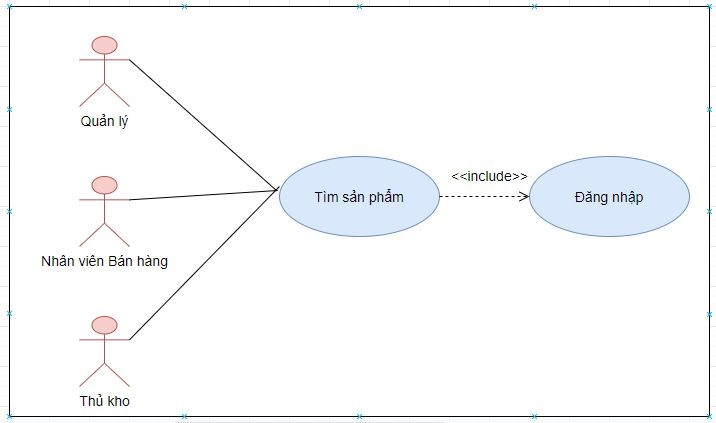 Quản lý
<<include>>
Tìm sản phẩm
Đăng nhập
Nhân viên Bán hàng
Thủ kho